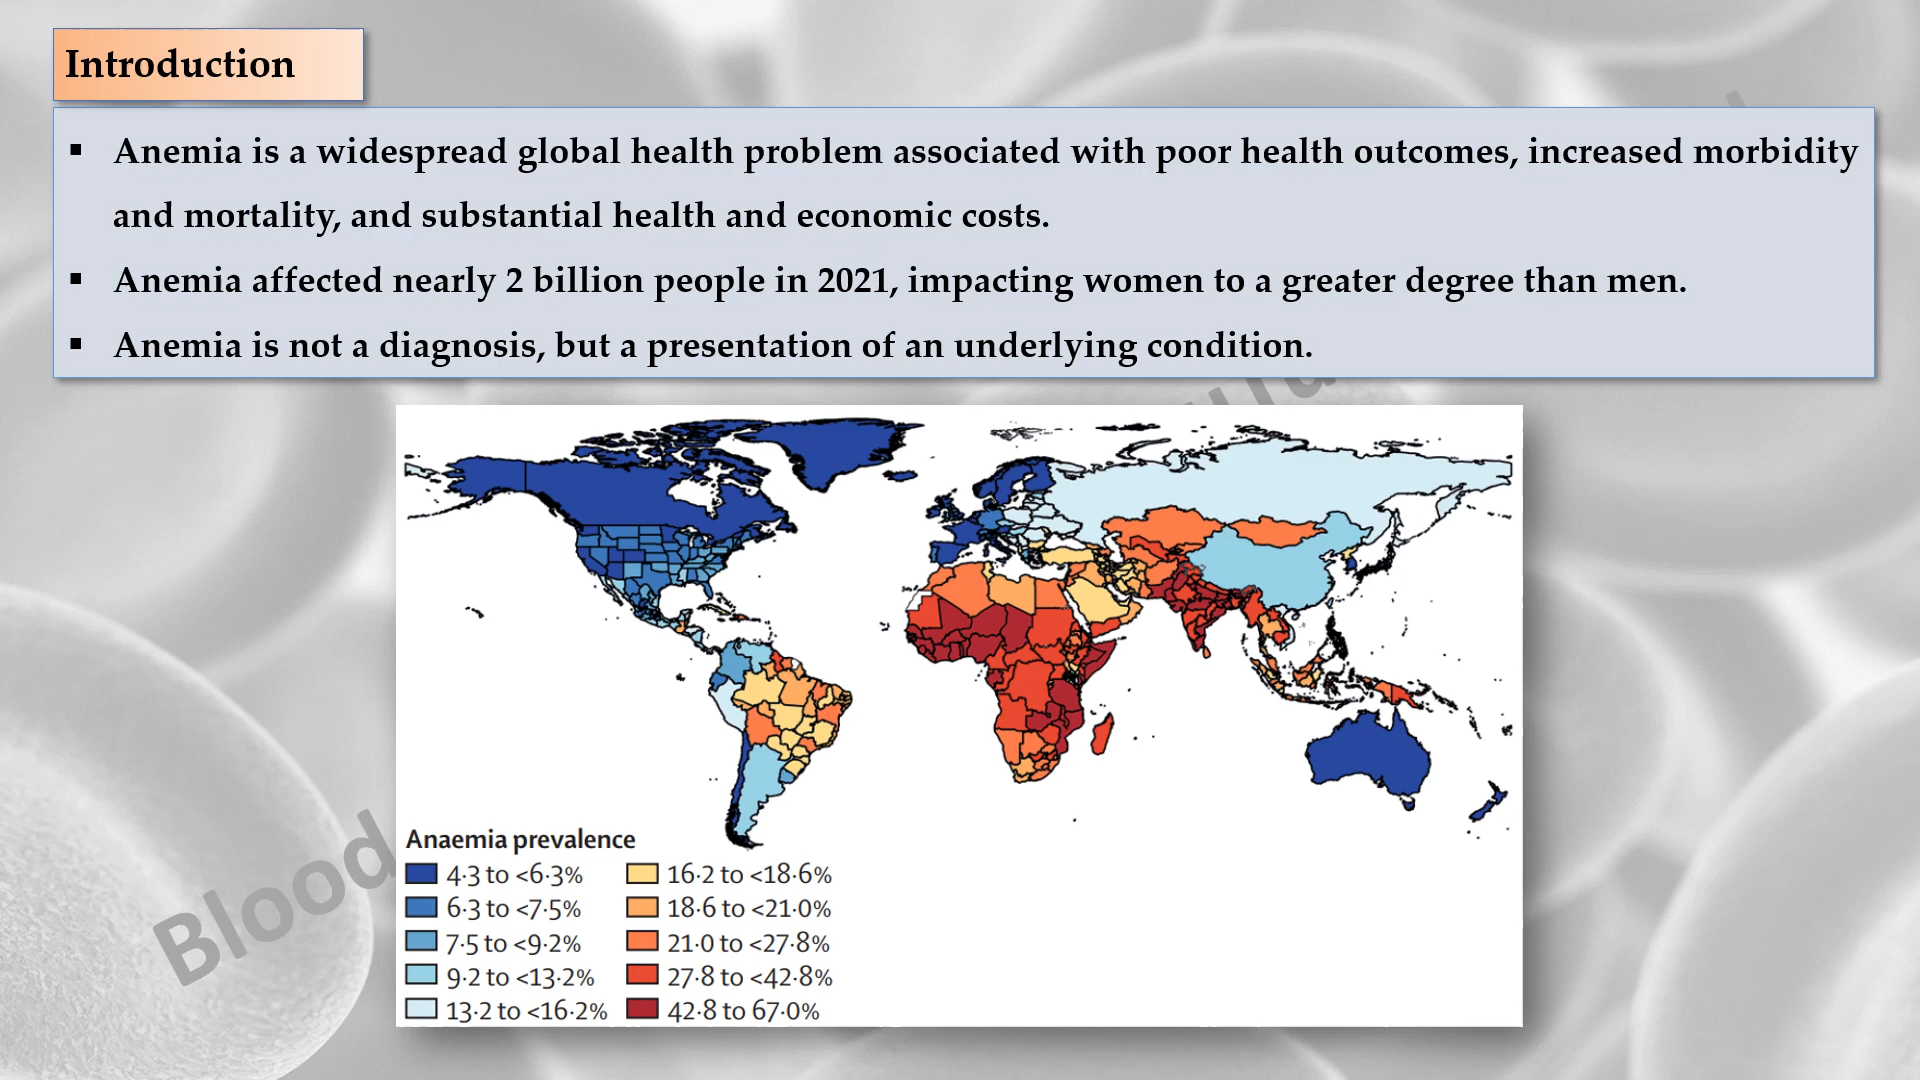 Introduction
▪ Anemia is a widespread global health problem associated with poor health outcomes, increased morbidity
and mortality, and substantial health and economic costs.
▪ Anemia affected nearly 2 billion people in 2021, impacting women to a greater degree than men.
▪ Anemia is not a diagnosis, but a presentation of an underlying condition.
Anaemia prevalence
4·3 to <6·3%
6·3 to <7·5%
7·5 to <9·2%
9·2 to <13·2%
13·2 to <16·2%
16·2 to <18·6%
18·6 to <21·0%
21·0 to <27·8%
27·8 to <42·8%
42·8 to 67·0%
Blood